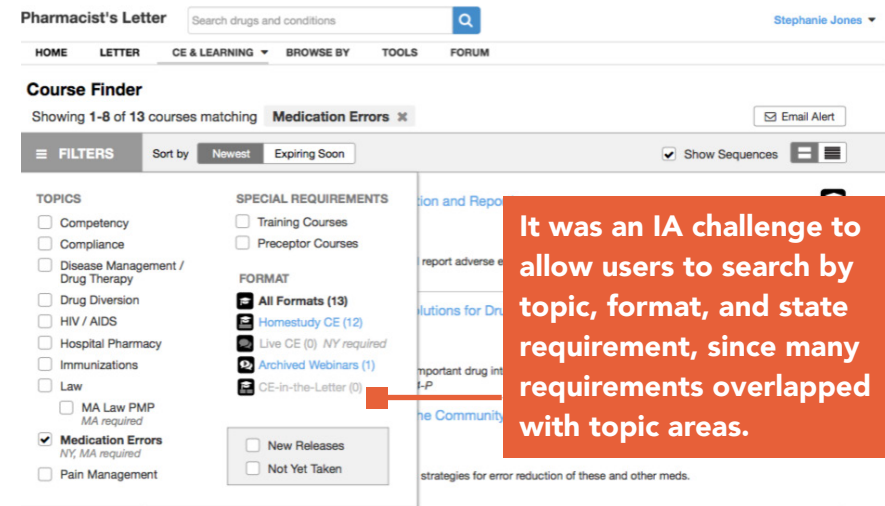 Pharmacist's Letter
Search drugs and conditions
Stephanie Jones
HOME LETTER CE & LEARNING BROWSE BY TOOLS FORUM
Course Finder
Showing 1-8 of 13 courses matching Medication Errors ✖
Email Alert
FILTERS Sort by Newest Expiring Soon
Show Sequences
TOPICS
Competency
Compliance
Disease Management /
Drug Therapy
Drug Diversion
HIV / AIDS
Hospital Pharmacy
Immunizations
Law
MA Law PMP
MA required
Medication Errors
NY, MA required
Pain Management
SPECIAL REQUIREMENTS
Training Courses
Preceptor Courses
FORMAT
All Formats (13)
Homestudy CE (12)
Live CE (0) NY required
Archived Webinars (1)
CE-in-the-Letter (0)
New Releases
Not Yet Taken
and
report adverse
for
drug
-P
Community
strategies for error reduction of these and other meds.
It was an IA challenge to
allow users to search by
topic, format, and state
requirement, since many
requirements overlapped
with topic areas.